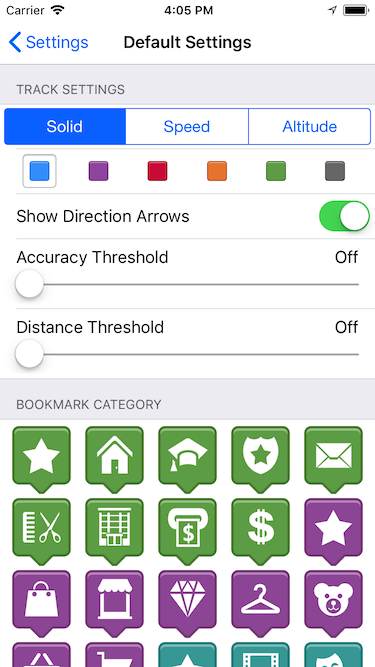 Carrier 4:05 PM
Settings Default Settings
TRACK SETTINGS
Solid Speed Altitude
Show Direction Arrows
Accuracy Threshold Off
Distance Threshold Off
BOOKMARK CATEGORY
$ $